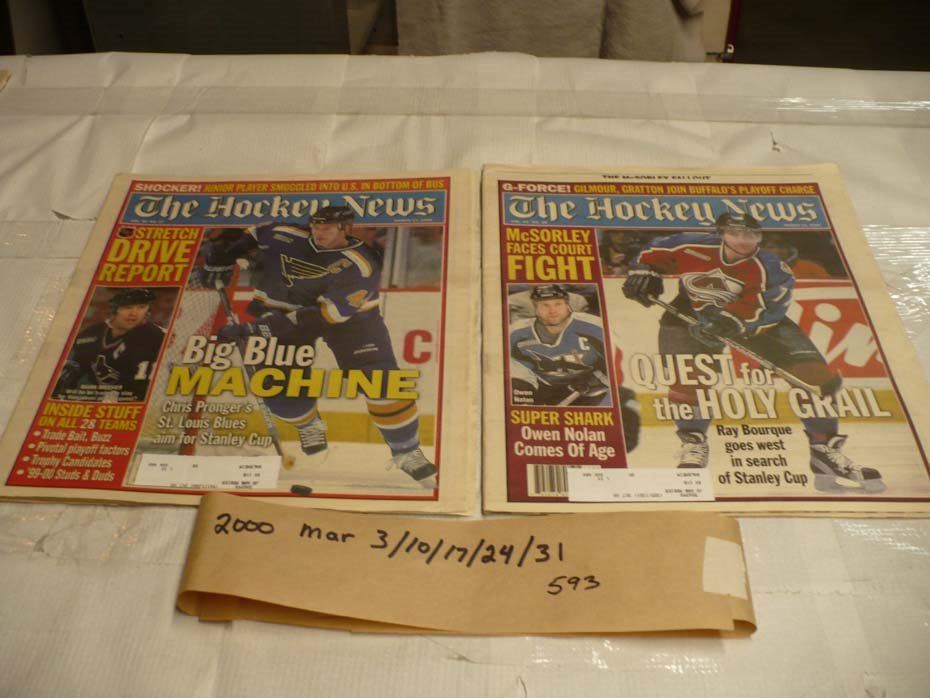 SHOCKER! JUNIOR PLAYER SMUGGLED INTO U.S. IN BOTTOM OF BUS
The Hockey News
STRETCH
DRIVE
REPORT
INSIDE STUFF
ON ALL 28 TEAMS
• Trade Bait, Buzz
• Pivotal playoff factors
• Trophy Candidates
• '99-00 Studs & Duds
Big Blue
MACHINE
Chris Pronger's
St. Louis Blues
aim for Stanley Cup
C
THE McSORLEY FALLOUT
G-FORCE! GILMOUR, GRATTON JOIN BUFFALO'S PLAYOFF CHARGE
The Hockey News
McSORLEY
FACES COURT
FIGHT
C
Owen
Nolan
SUPER SHARK
Owen Nolan
Comes Of Age
QUEST for
the HOLY GRAIL
Ray Bourque
goes west
in search
of Stanley Cup
2000 mar 3/10/17/24/31
593